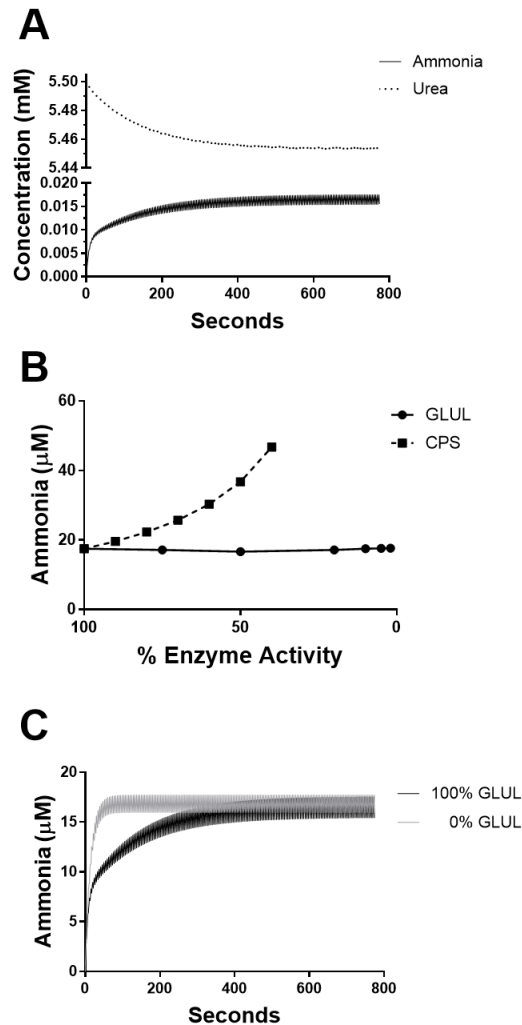 A
Ammonia
Urea
Concentration (mM)
5.50
5.48
5.46
5.44
0.020
0.015
0.010
0.005
0.000
0 200 400 600 800
Seconds
B
GLUL
CPS
Ammonia (μM)
60
40
20
0
100 50 0
% Enzyme Activity
C
100% GLUL
0% GLUL
Ammonia (μM)
20
15
10
5
0
0 200 400 600 800
Seconds